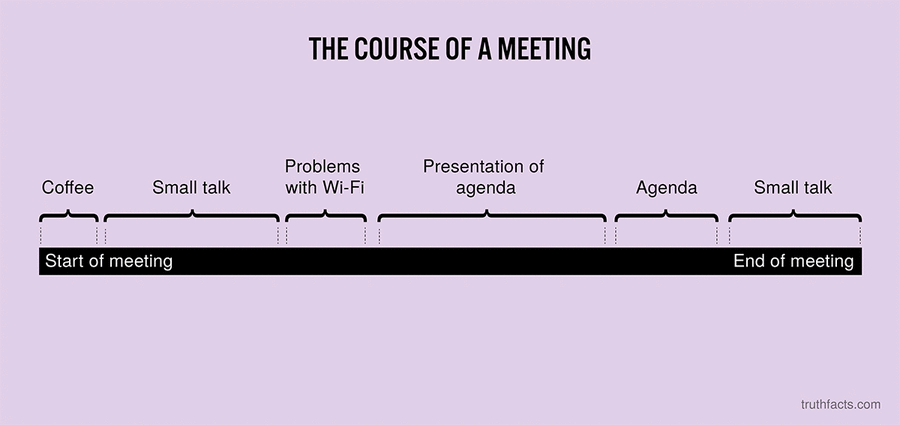 THE COURSE OF A MEETING
Coffee
Small talk
Problems
with Wi-Fi
Presentation of
agenda
Agenda
Small talk
Start of meeting
End of meeting
truthfacts.com